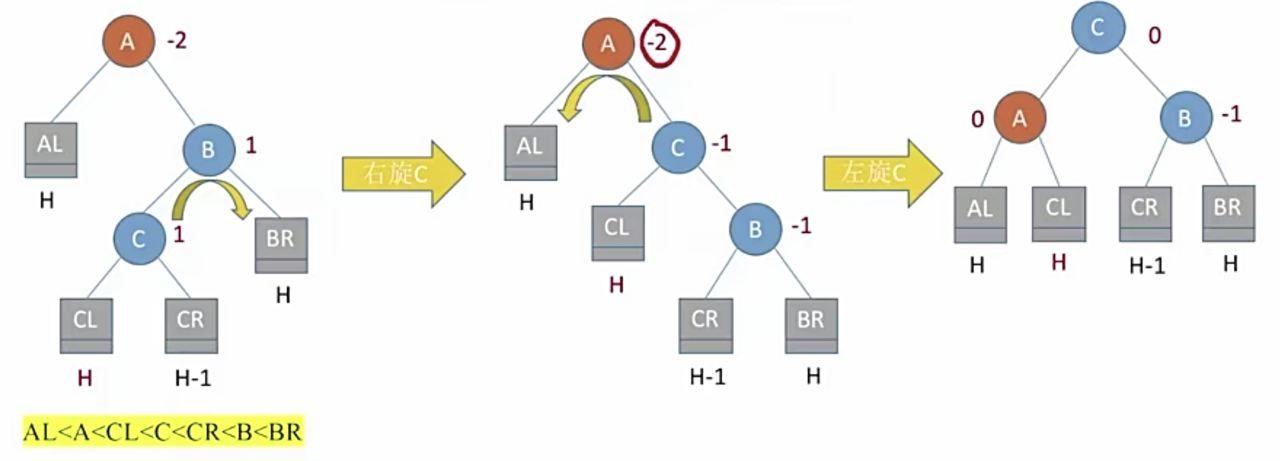 A -2
AL
H
B 1
C 1
BR
H
CL
CR
H
H-1
AL<A<CL<C<CR<B<BR
右旋C
A -2
AL
H
C -1
CL
H
B -1
CR
BR
H-1
H
左旋C
C 0
0 A
B -1
AL
CL
CR
BR
H
H
H-1
H